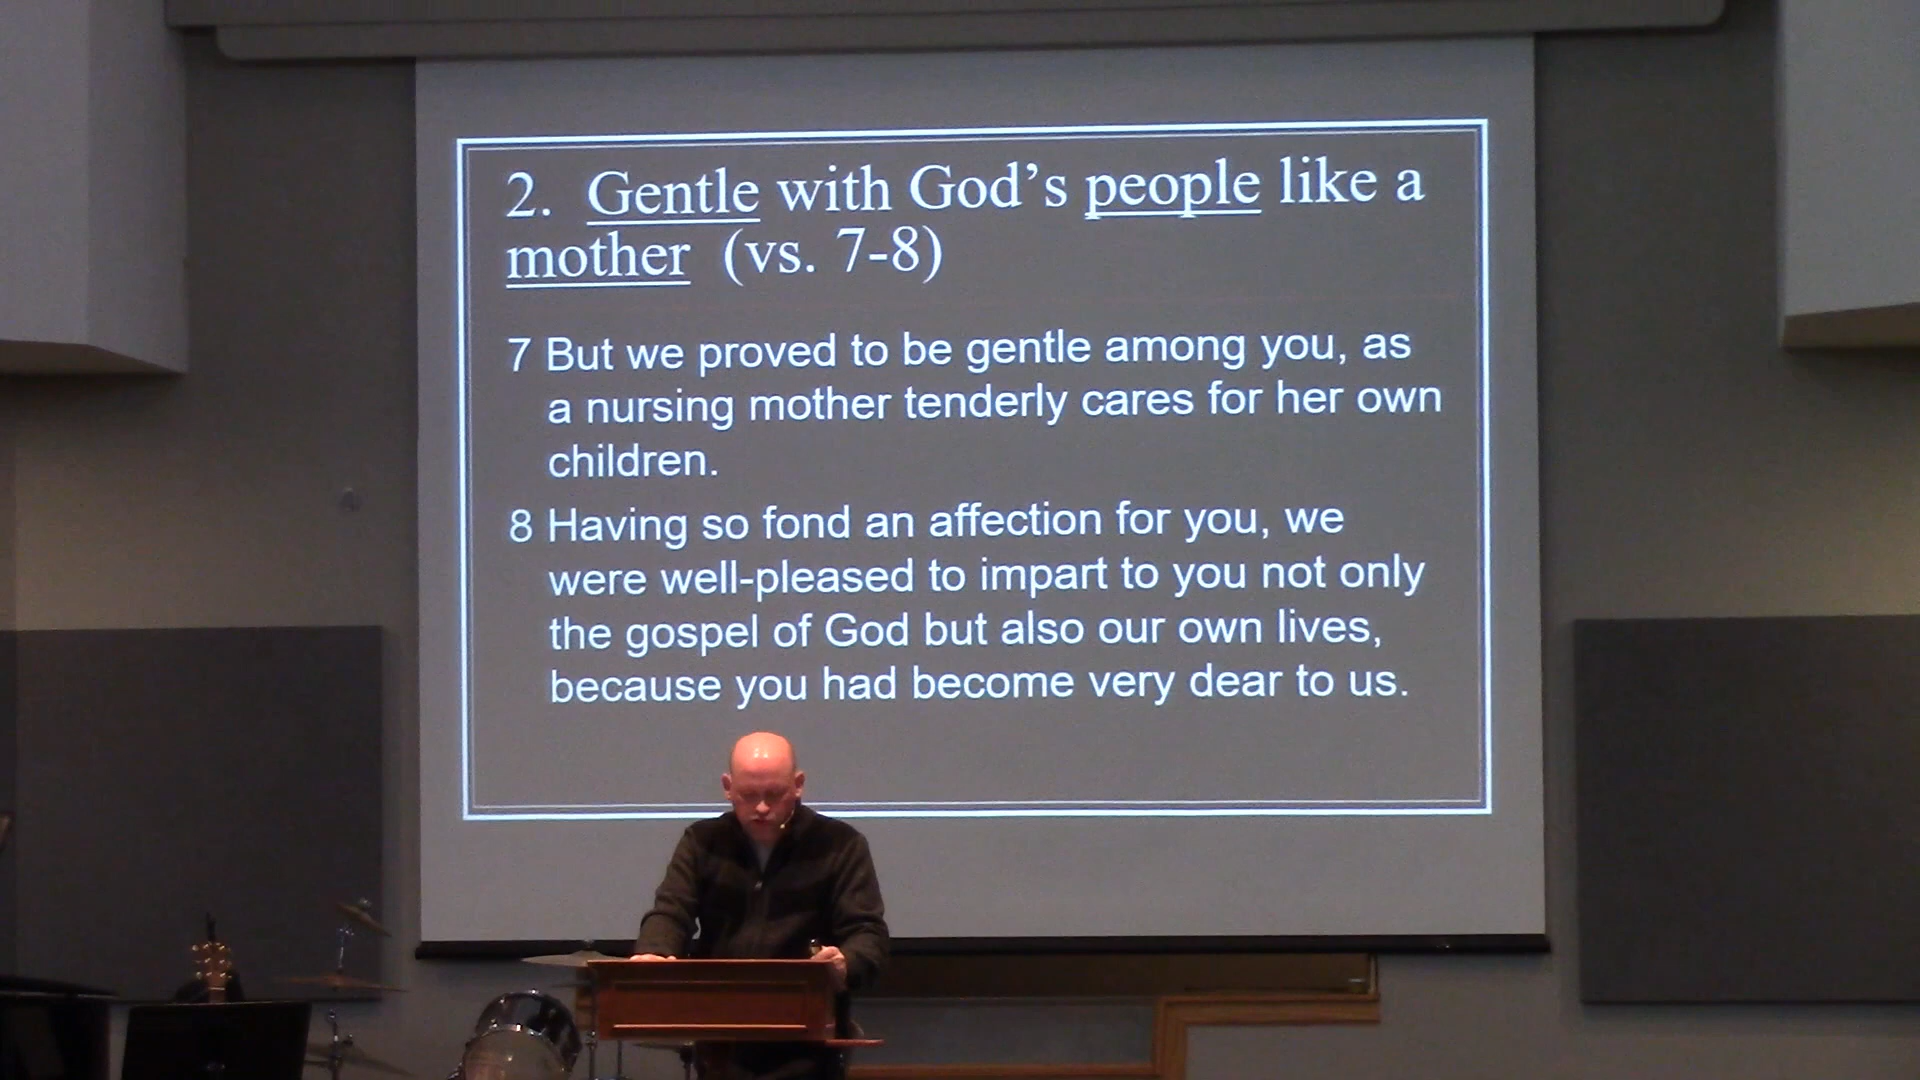 2. Gentle with God’s people like a
mother (vs. 7-8)
7 But we proved to be gentle among you, as
a nursing mother tenderly cares for her own
children.
8 Having so fond an affection for you, we
were well-pleased to impart to you not only
the gospel of God but also our own lives,
because you had become very dear to us.